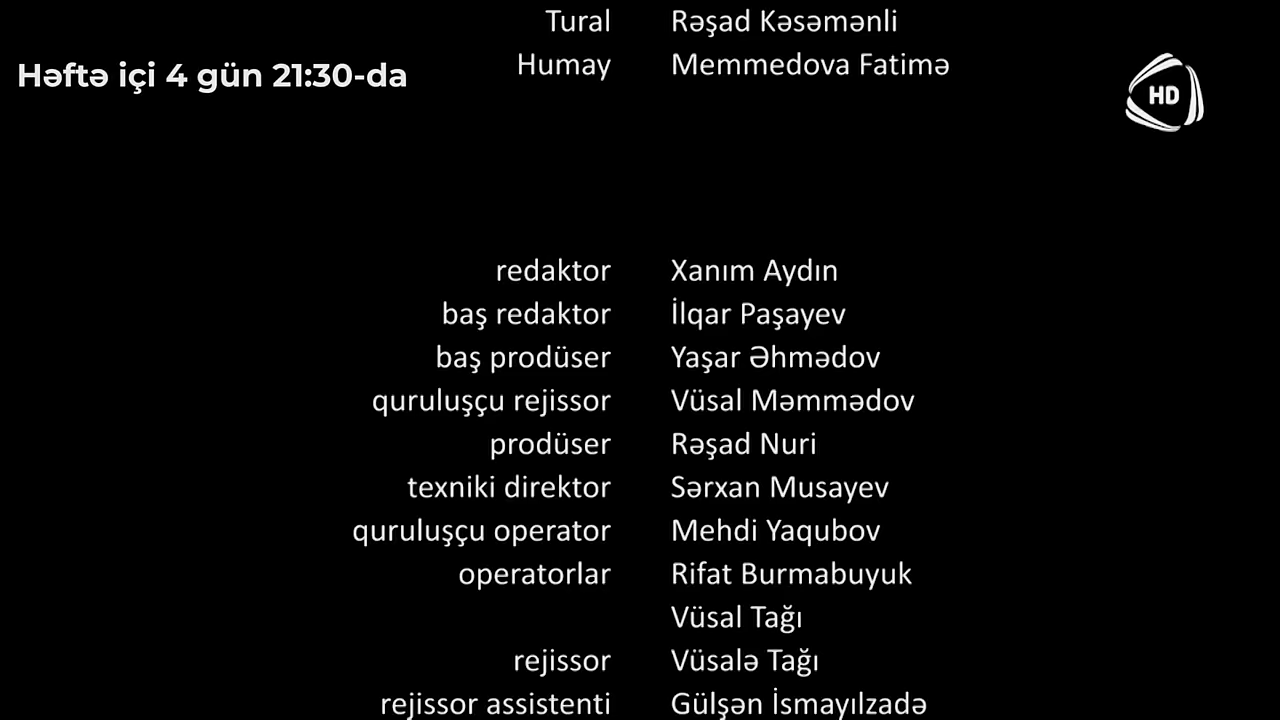 Tural Rəşad Kəsəmənli
Humay Memmedova Fatimə
Həftə içi 4 gün 21:30-da
HD
redaktor Xanım Aydın
baş redaktor İlqar Paşayev
baş prodüser Yaşar Əhmədov
quruluşçu rejissor Vüsal Məmmədov
prodüser Rəşad Nuri
texniki direktor Sərxan Musayev
quruluşçu operator Mehdi Yaqubov
operatorlar Rifat Burmabuyuk
Vüsal Tağı
rejissor Vüsalə Tağı
rejissor assistenti Gülşən İsmayılzadə